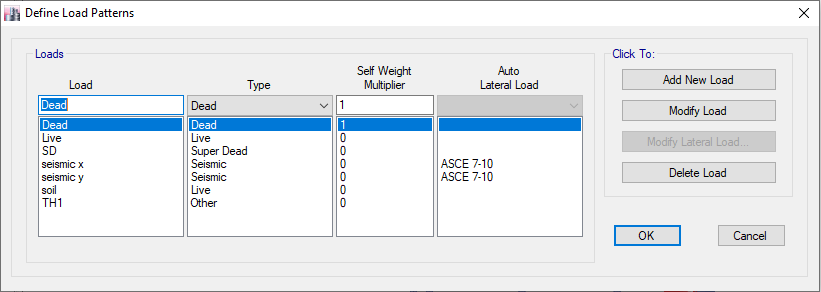 Define Load Patterns
Loads
Click To:
Load
Type
Self Weight
Multiplier
Auto
Lateral Load
Dead Dead 1
Dead Dead 1
Live Live 0
SD Super Dead 0
seismic x Seismic 0 ASCE 7-10
seismic y Seismic 0 ASCE 7-10
soil Live 0
TH1 Other 0
Add New Load
Modify Load
Modify Lateral Load...
Delete Load
OK
Cancel